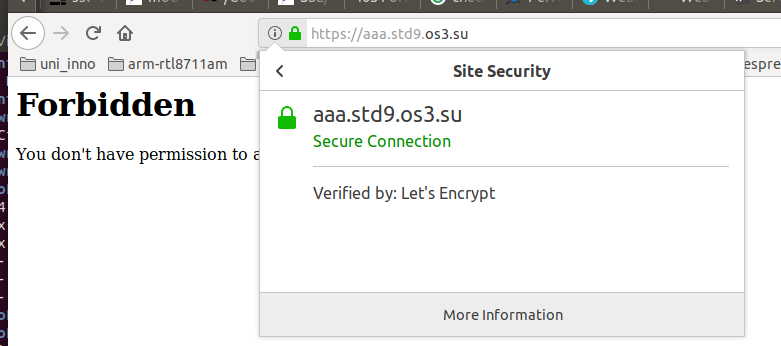 https://aaa.std9.os3.su
uni_inno arm-rtl8711am
Site Security
Forbidden
aaa.std9.os3.su
Secure Connection
You don't have permission to a
Verified by: Let's Encrypt
More Information